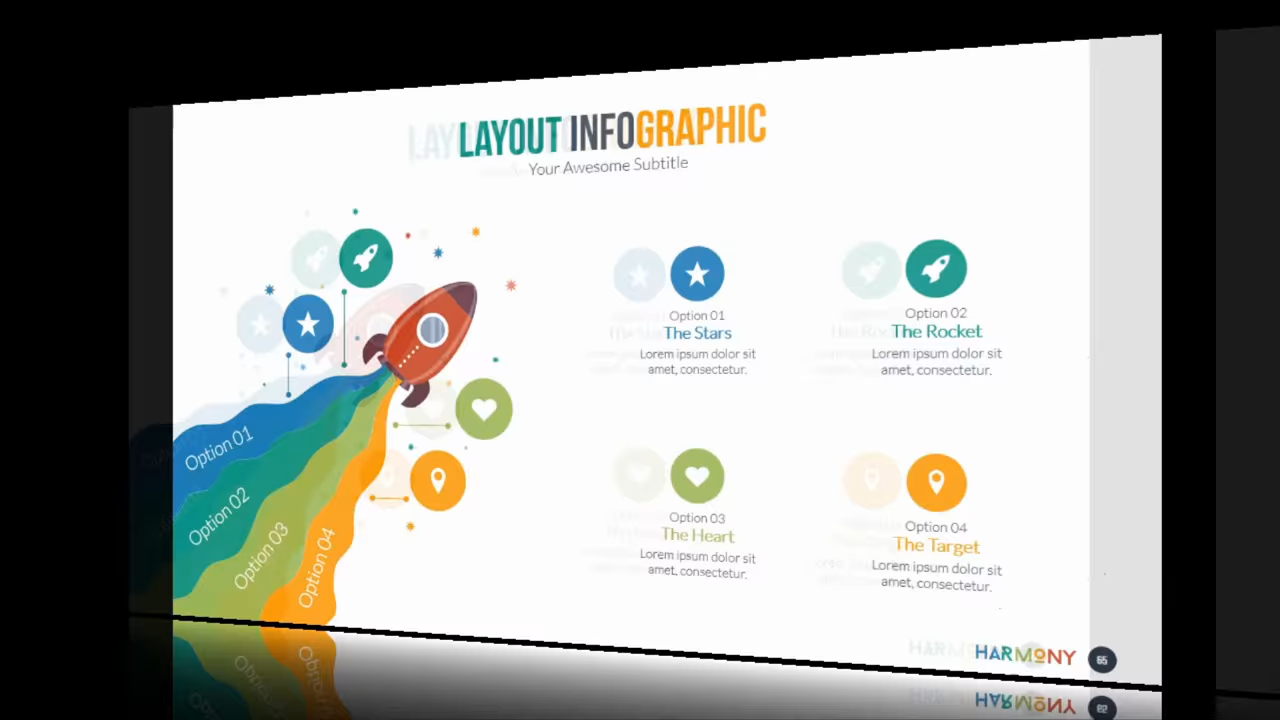 LAYOUT INFOGRAPHIC
Your Awesome Subtitle
Option 01
The Stars
Lorem ipsum dolor sit
amet, consectetur.
Option 02
The Rocket
Lorem ipsum dolor sit
amet, consectetur.
Option 01
Option 02
Option 03
Option 04
Option 03
The Heart
Lorem ipsum dolor sit
amet, consectetur.
Option 04
The Target
Lorem ipsum dolor sit
amet, consectetur.
HARMONY